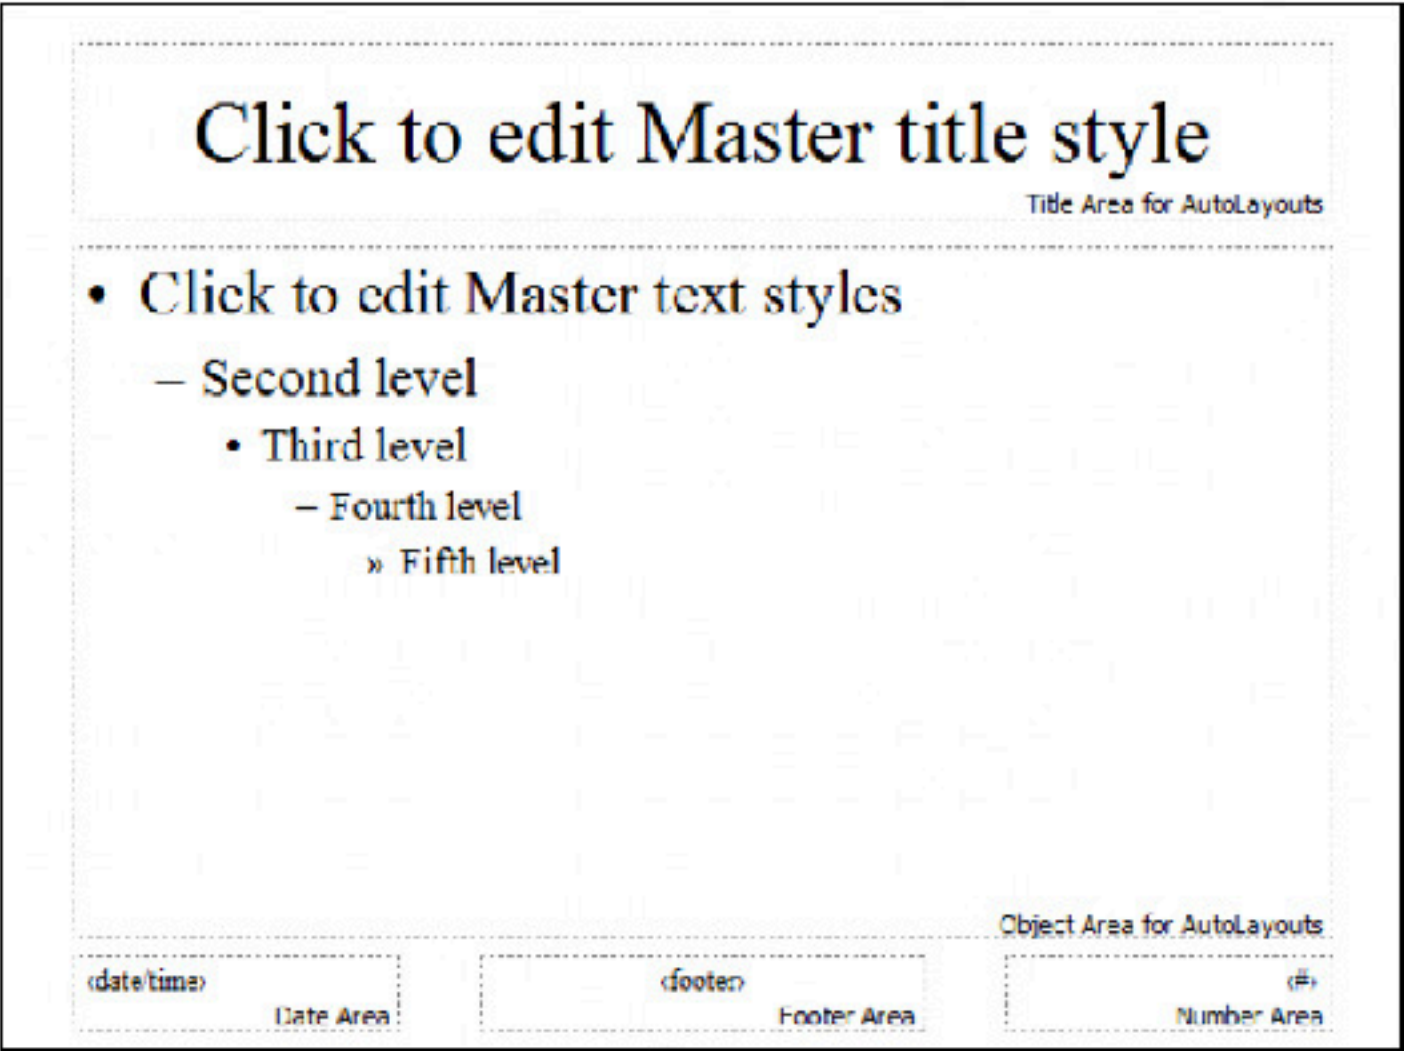 Click to edit Master title style
Title Area for AutoLayouts
• Click to edit Master text styles
– Second level
• Third level
– Fourth level
» Fifth level
Object Area for AutoLayouts
‹date/time›
Date Area
‹footer›
Footer Area
‹#›
Number Area